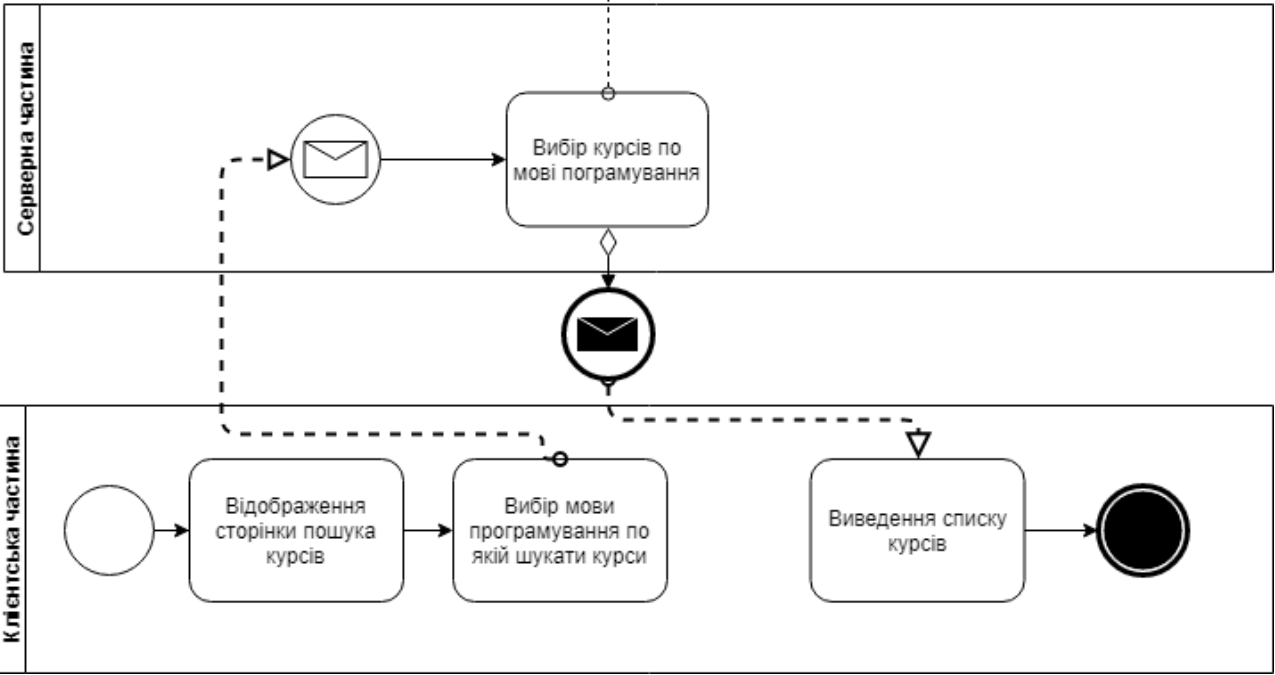 Серверна частина
Вибір курсів по
мові пограмування
Клієнтська частина
Відображення
сторінки пошука
курсів
Вибір мови
програмування по
якій шукати курси
Виведення списку
курсів